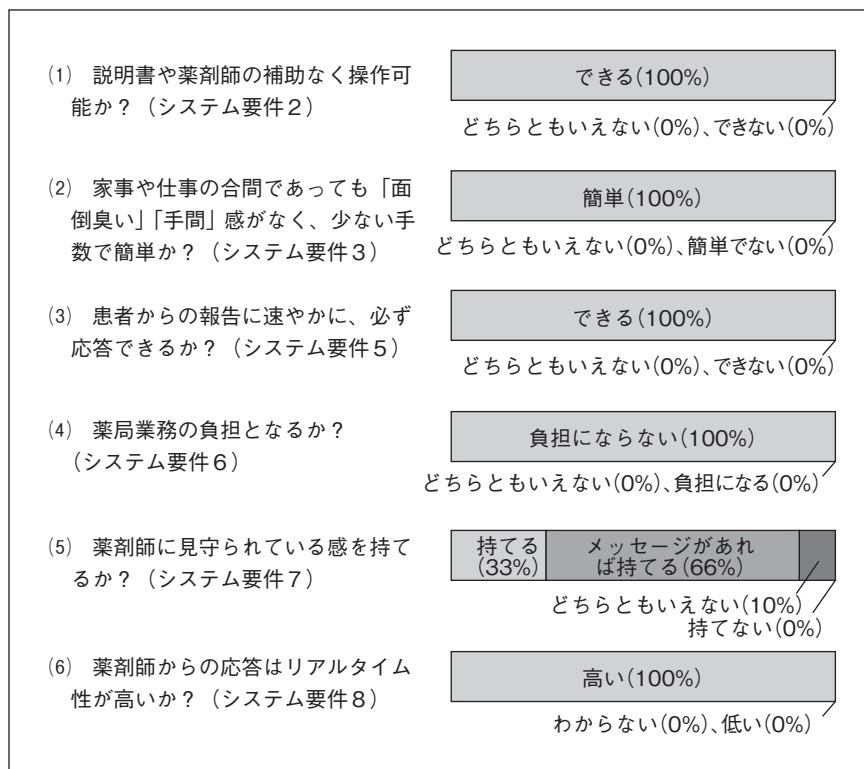 (1) 説明書や薬剤師の補助なく操作可
能か？（システム要件２）
できる(100%)
どちらともいえない(0%)、できない(0%)
(2) 家事や仕事の合間であっても「面
倒臭い」「手間」感がなく、少ない手
数で簡単か？（システム要件３）
簡単(100%)
どちらともいえない(0%)、簡単でない(0%)
(3) 患者からの報告に速やかに、必ず
応答できるか？（システム要件５）
できる(100%)
どちらともいえない(0%)、できない(0%)
(4) 薬局業務の負担となるか？
（システム要件６）
負担にならない(100%)
どちらともいえない(0%)、負担になる(0%)
(5) 薬剤師に見守られている感を持て
るか？（システム要件７）
持てる
(33%)
メッセージがあれ
ば持てる(66%)
どちらともいえない(10%)
持てない(0%)
(6) 薬剤師からの応答はリアルタイム
性が高いか？（システム要件８）
高い(100%)
わからない(0%)、低い(0%)